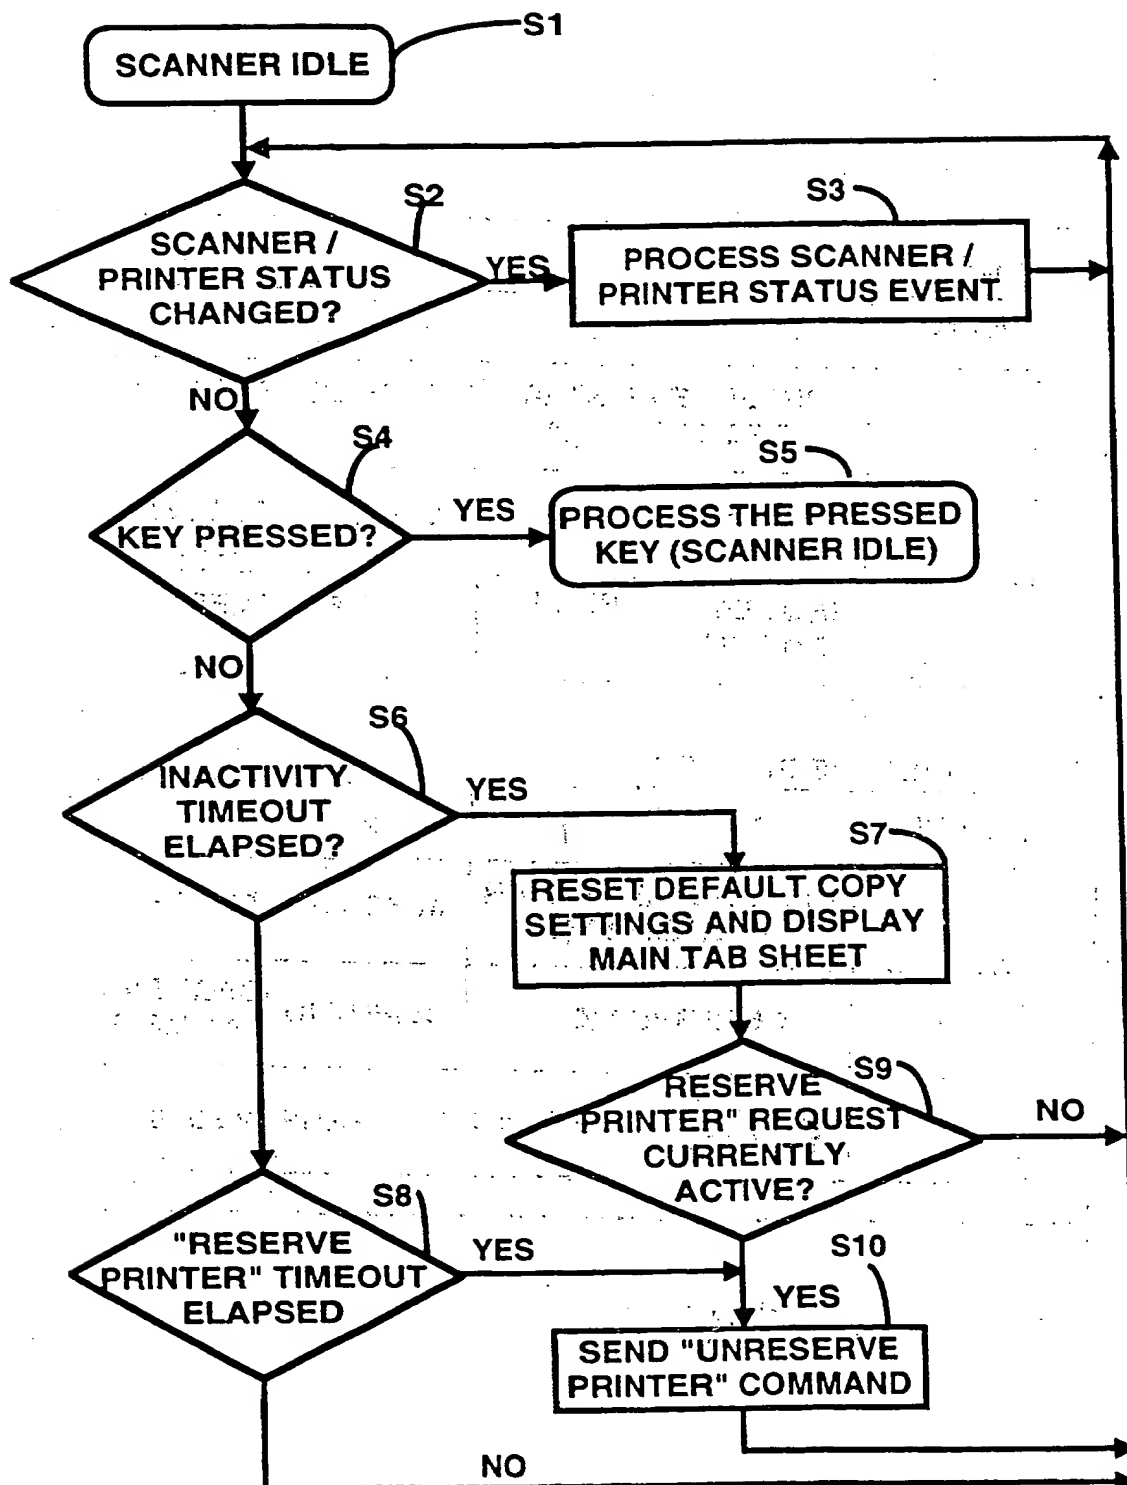 S1
SCANNER IDLE
S2
SCANNER /
PRINTER STATUS
CHANGED?
YES
S3
PROCESS SCANNER /
PRINTER STATUS EVENT.
NO
S4
KEY PRESSED?
YES
S5
PROCESS THE PRESSED
KEY (SCANNER IDLE)
NO
S6
INACTIVITY
TIMEOUT
ELAPSED?
YES
S7
RESET DEFAULT COPY
SETTINGS AND DISPLAY
MAIN TAB SHEET
S9
RESERVE
PRINTER" REQUEST
CURRENTLY
ACTIVE?
NO
S8
"RESERVE
PRINTER" TIMEOUT
ELAPSED
YES
S10
YES
SEND "UNRESERVE
PRINTER" COMMAND
NO